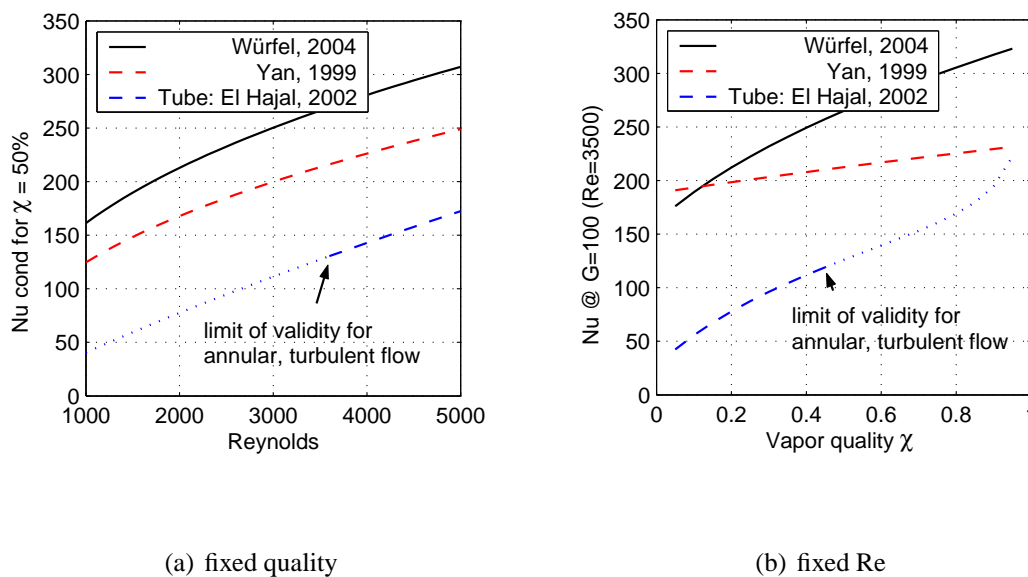 350
300
250
200
150
100
50
0
1000
2000
3000
4000
5000
Reynolds
Nu cond for χ = 50%
Würfel, 2004
Yan, 1999
Tube: El Hajal, 2002
limit of validity for
annular, turbulent flow
(a) fixed quality
350
300
250
200
150
100
50
0
0
0.2
0.4
0.6
0.8
Vapor quality χ
Nu @ G=100 (Re=3500)
Würfel, 2004
Yan, 1999
Tube: El Hajal, 2002
limit of validity for
annular, turbulent flow
(b) fixed Re